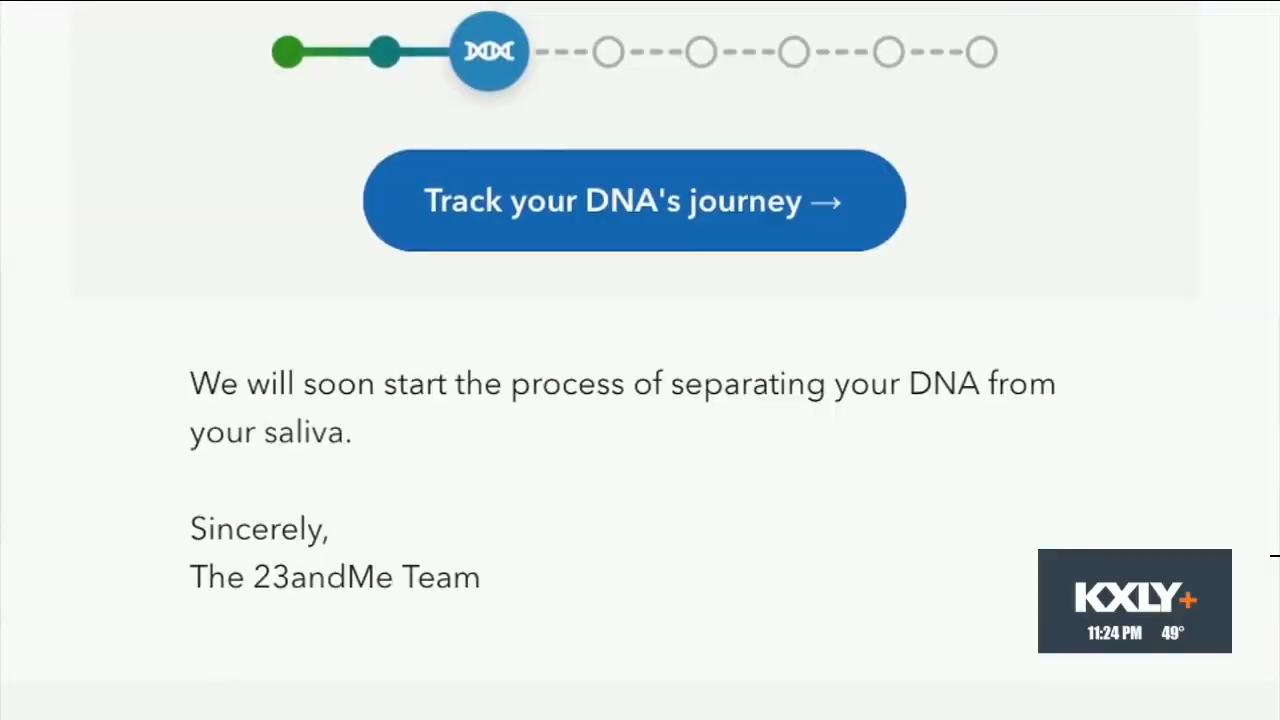 Track your DNA's journey →
We will soon start the process of separating your DNA from
your saliva.
Sincerely,
The 23andMe Team
KXLY+
11:24 PM 49°